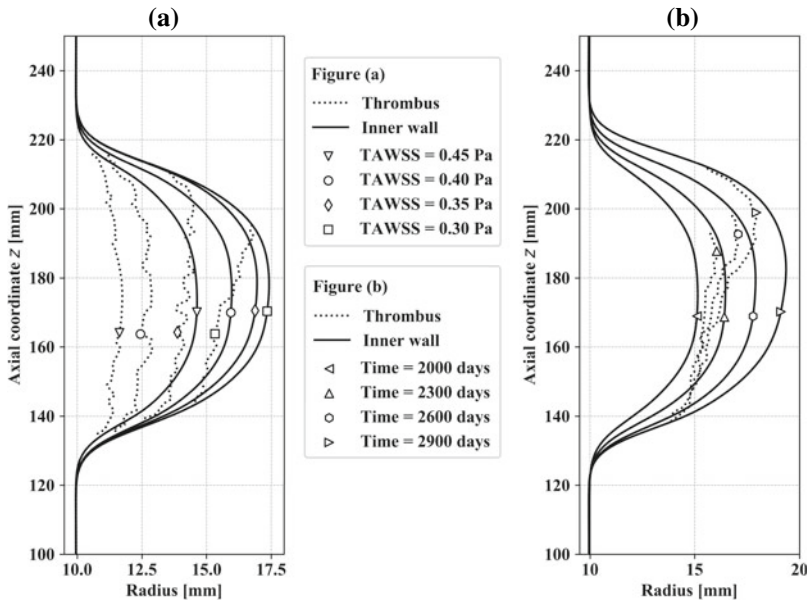 (a)
(b)
240
220
200
180
160
140
120
100
Axial coordinate z [mm]
10.0 12.5 15.0 17.5
Radius [mm]
Figure (a)
Thrombus
Inner wall
TAWSS = 0.45 Pa
TAWSS = 0.40 Pa
TAWSS = 0.35 Pa
TAWSS = 0.30 Pa
Figure (b)
Thrombus
Inner wall
Time = 2000 days
Time = 2300 days
Time = 2600 days
Time = 2900 days
240
220
200
180
160
140
120
100
Axial coordinate z [mm]
10 15 20
Radius [mm]